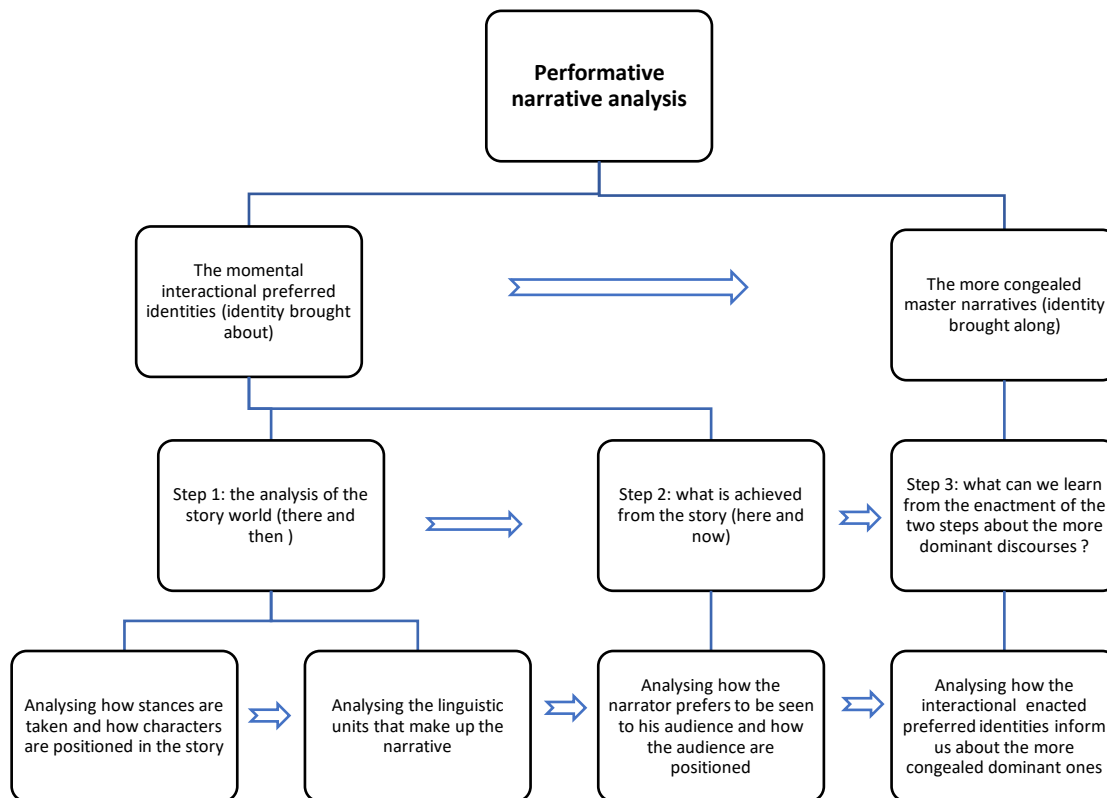 Performative
narrative analysis
The momental
interactional preferred
identities (identity brought
about)
The more congealed
master narratives (identity
brought along)
Step 1: the analysis of the
story world (there and
then )
Step 2: what is achieved
from the story (here and
now)
Step 3: what can we learn
from the enactment of the
two steps about the more
dominant discourses ?
Analysing how stances are
taken and how characters
are positioned in the story
Analysing the linguistic
units that make up the
narrative
Analysing how the
narrator prefers to be seen
to his audience and how
the audience are
positioned
Analysing how the
interactional  enacted
preferred identities inform
us about the more
congealed dominant ones